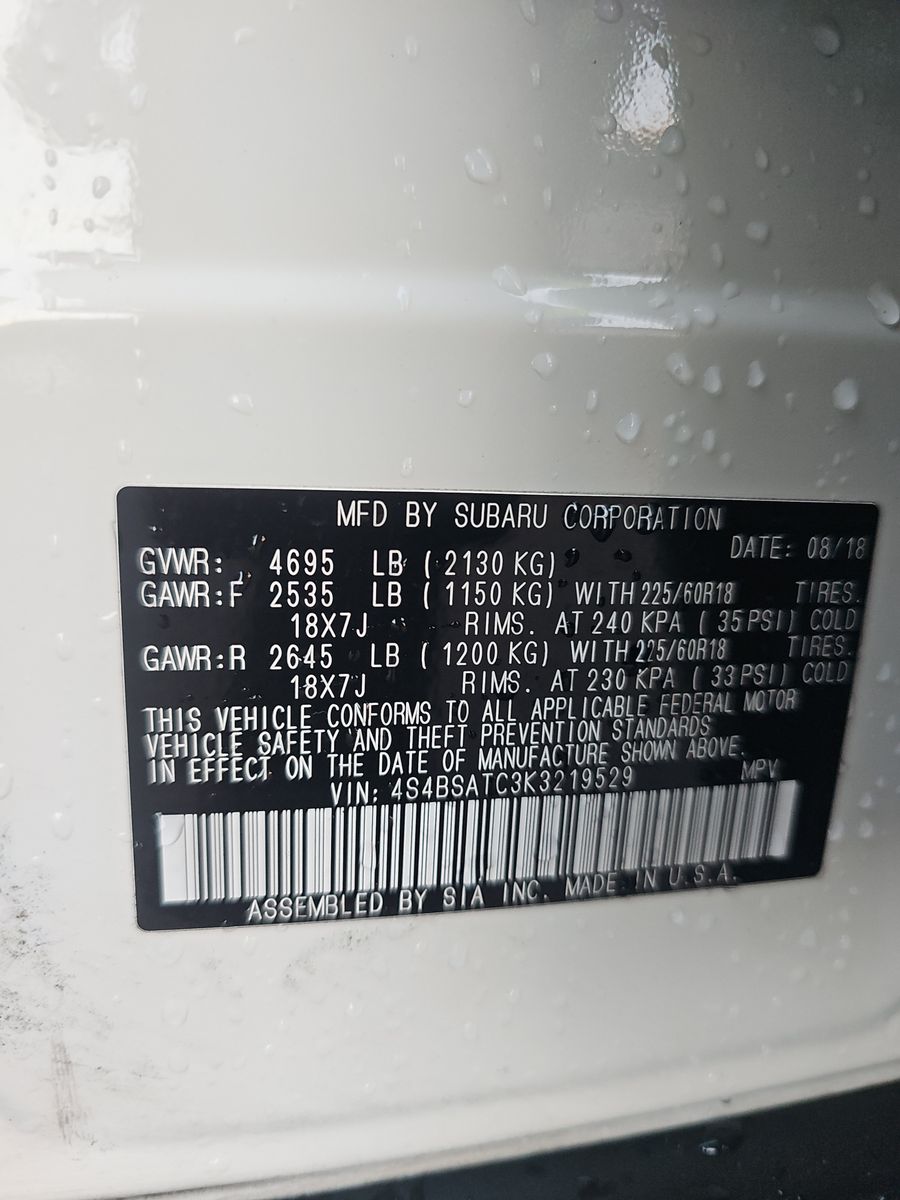 MFD BY SUBARU CORPORATION
DATE: 08/18
GVWR: 4695 LB ( 2130 KG)
GAWR:F 2535 LB ( 1150 KG) WITH 225/60R18 TIRES.
18X7J RIMS. AT 240 KPA ( 35 PSI) COLD
GAWR:R 2645 LB ( 1200 KG) WITH 225/60R18 TIRES.
18X7J RIMS. AT 230 KPA ( 33 PSI) COLD
THIS VEHICLE CONFORMS TO ALL APPLICABLE FEDERAL MOTOR
VEHICLE SAFETY AND THEFT PREVENTION STANDARDS
IN EFFECT ON THE DATE OF MANUFACTURE SHOWN ABOVE.
VIN: 4S4BSATC3K3219529 MPV
ASSEMBLED BY SIA INC. MADE IN U.S.A.